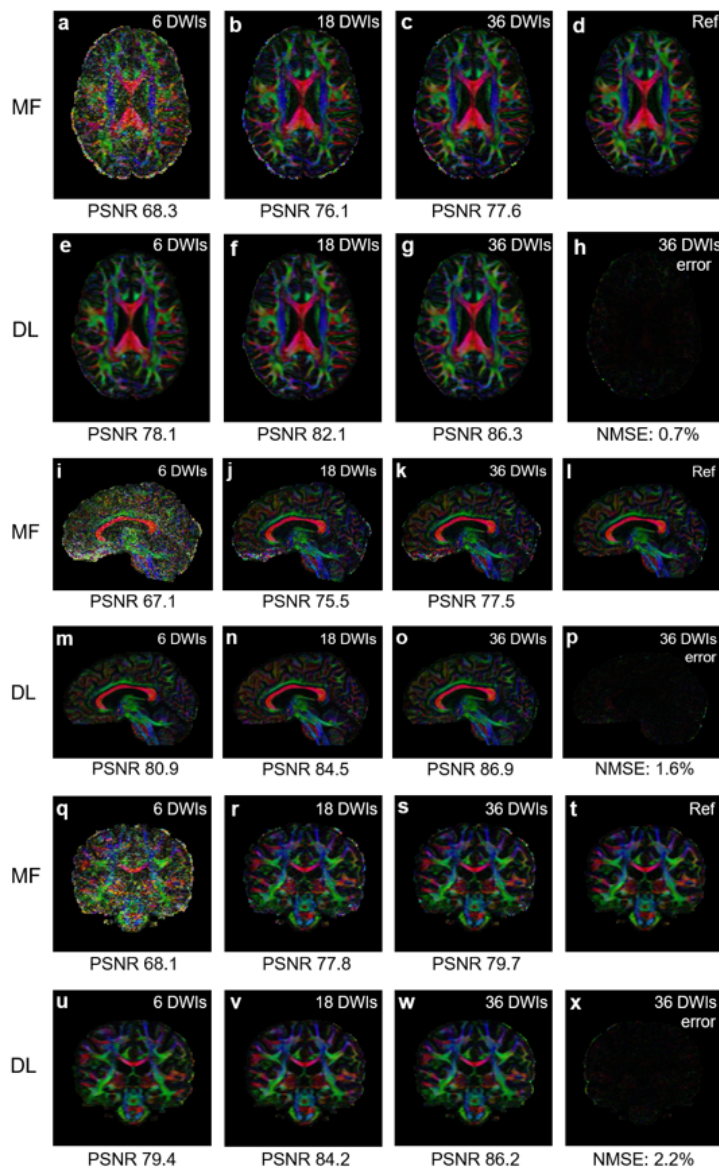 a 6 DWIs b 18 DWIs c 36 DWIs d Ref
MF
PSNR 68.3 PSNR 76.1 PSNR 77.6
e 6 DWIs f 18 DWIs g 36 DWIs h 36 DWIs
error
DL
PSNR 78.1 PSNR 82.1 PSNR 86.3 NMSE: 0.7%
i 6 DWIs j 18 DWIs k 36 DWIs l Ref
MF
PSNR 67.1 PSNR 75.5 PSNR 77.5
m 6 DWIs n 18 DWIs o 36 DWIs p 36 DWIs
error
DL
PSNR 80.9 PSNR 84.5 PSNR 86.9 NMSE: 1.6%
q 6 DWIs r 18 DWIs s 36 DWIs t Ref
MF
PSNR 68.1 PSNR 77.8 PSNR 79.7
u 6 DWIs v 18 DWIs w 36 DWIs x 36 DWIs
error
DL
PSNR 79.4 PSNR 84.2 PSNR 86.2 NMSE: 2.2%